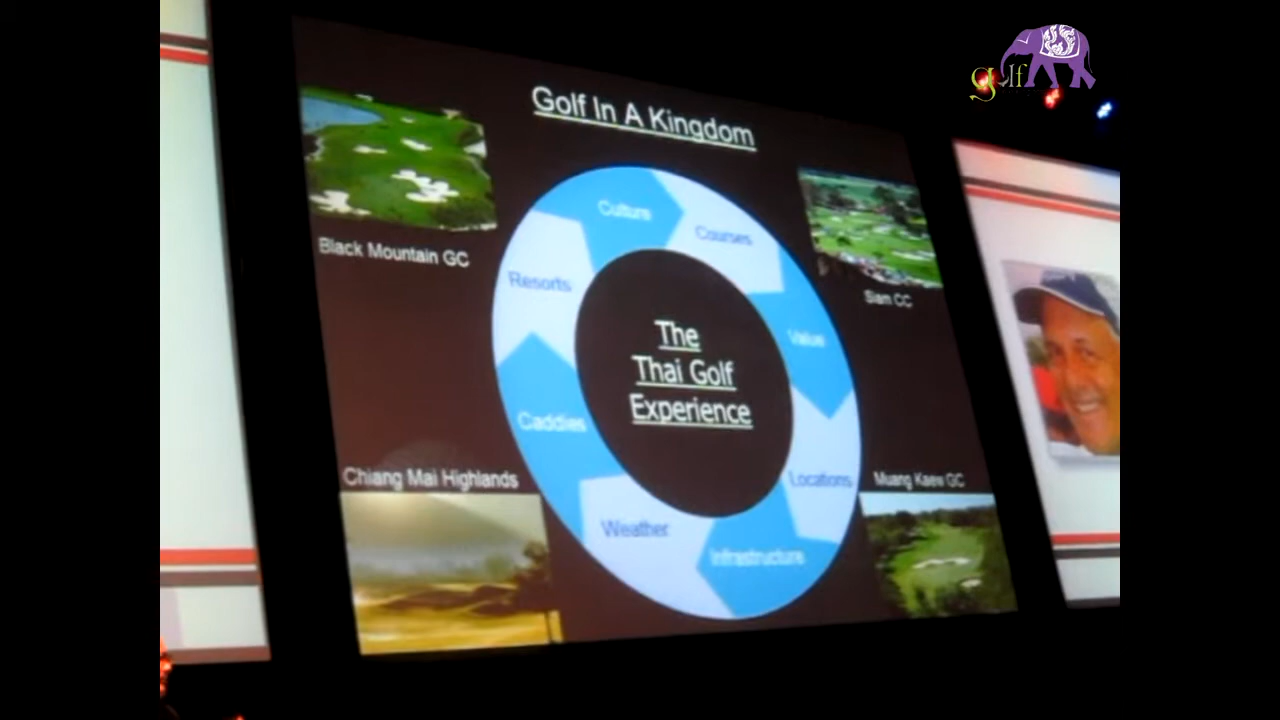 golf
Golf In A Kingdom
Black Mountain GC
Siam CC
Culture
Courses
Resorts
Value
The
Thai Golf
Experience
Caddies
Locations
Chiang Mai Highlands
Muang Kaew GC
Weather
Infrastructure